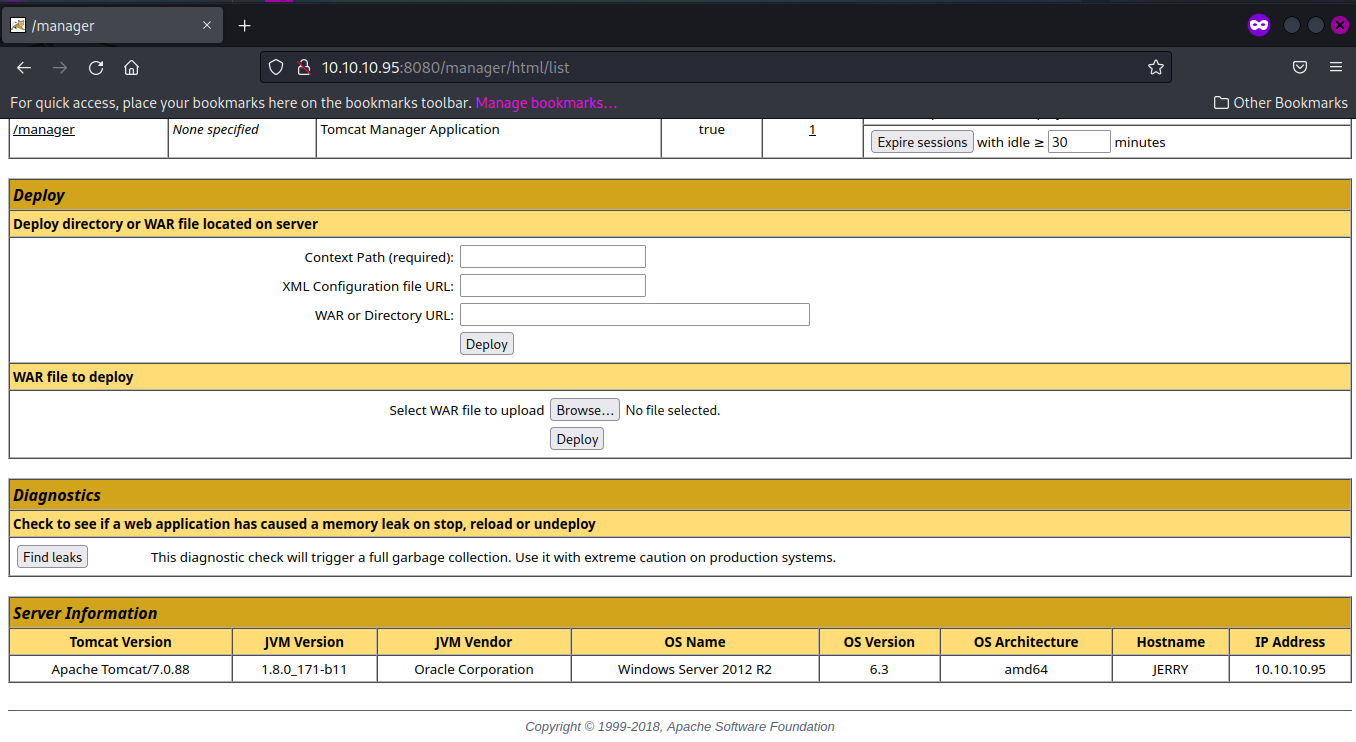 /manager
10.10.10.95:8080/manager/html/list
For quick access, place your bookmarks here on the bookmarks toolbar. Manage bookmarks… Other Bookmarks
/manager None specified Tomcat Manager Application true 1
Expire sessions with idle ≥ 30 minutes
Deploy
Deploy directory or WAR file located on server
Context Path (required):
XML Configuration file URL:
WAR or Directory URL:
Deploy
WAR file to deploy
Select WAR file to upload Browse… No file selected.
Deploy
Diagnostics
Check to see if a web application has caused a memory leak on stop, reload or undeploy
Find leaks This diagnostic check will trigger a full garbage collection. Use it with extreme caution on production systems.
Server Information
Tomcat Version JVM Version JVM Vendor OS Name OS Version OS Architecture Hostname IP Address
Apache Tomcat/7.0.88 1.8.0_171-b11 Oracle Corporation Windows Server 2012 R2 6.3 amd64 JERRY 10.10.10.95
Copyright © 1999-2018, Apache Software Foundation